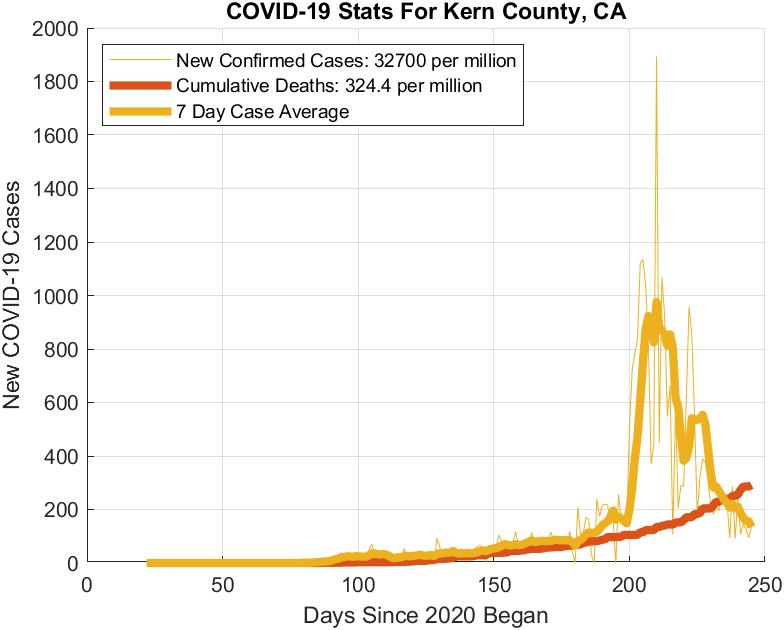 COVID-19 Stats For Kern County, CA
New Confirmed Cases: 32700 per million
Cumulative Deaths: 324.4 per million
7 Day Case Average
New COVID-19 Cases
2000
1800
1600
1400
1200
1000
800
600
400
200
0
0 50 100 150 200 250
Days Since 2020 Began